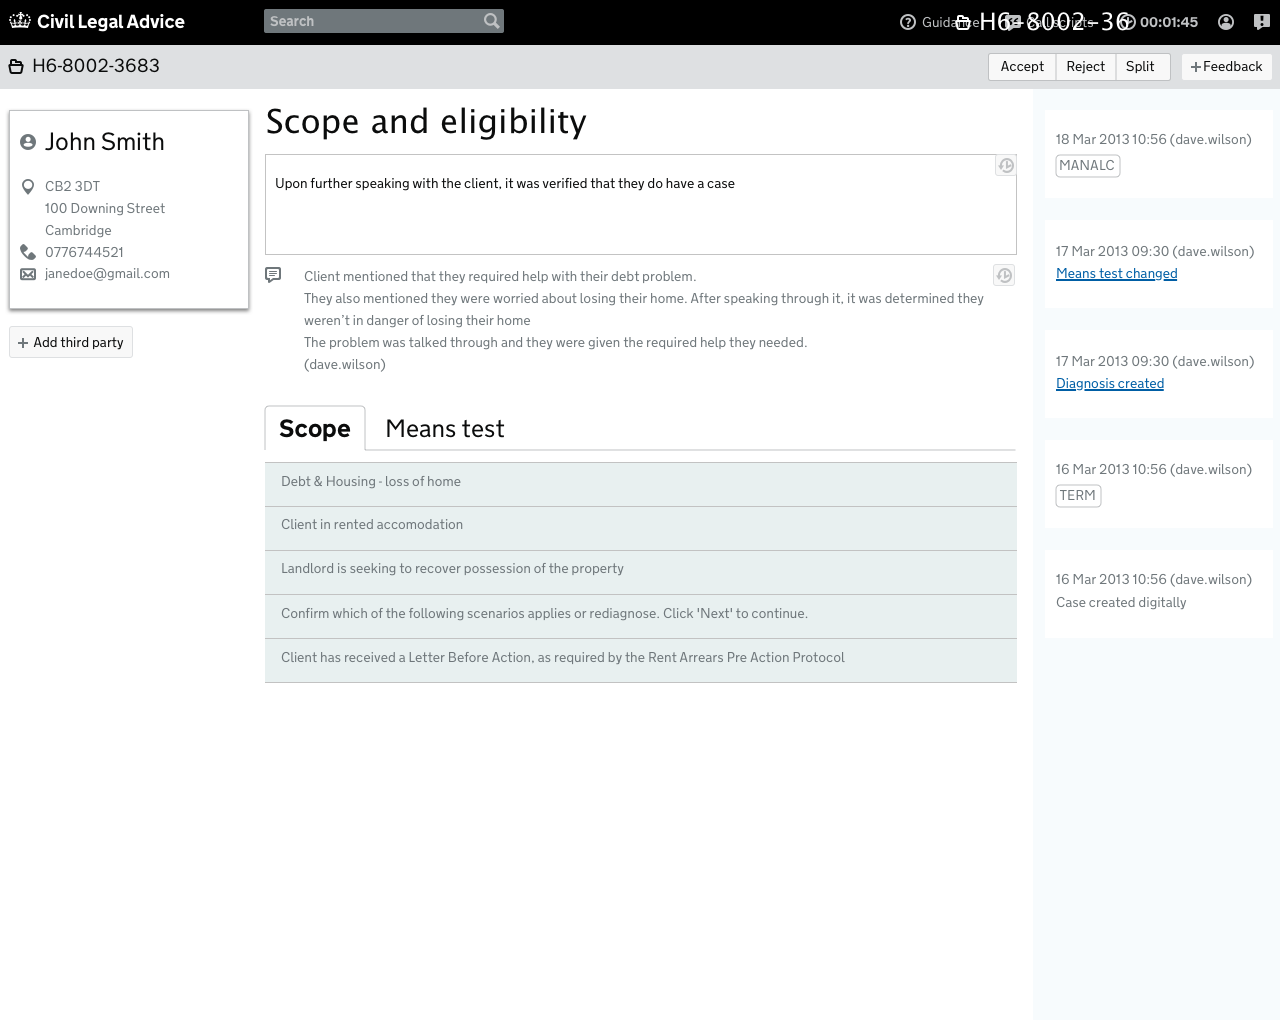 Civil Legal Advice
Search
Guidance
H6-8002-36
Call scripts
00:01:45
H6-8002-3683
Accept
Reject
Split
+Feedback
John Smith
CB2 3DT
100 Downing Street
Cambridge
0776744521
janedoe@gmail.com
+ Add third party
Scope and eligibility
Upon further speaking with the client, it was verified that they do have a case
Client mentioned that they required help with their debt problem.
They also mentioned they were worried about losing their home. After speaking through it, it was determined they
weren’t in danger of losing their home
The problem was talked through and they were given the required help they needed.
(dave.wilson)
Scope
Means test
Debt & Housing - loss of home
Client in rented accomodation
Landlord is seeking to recover possession of the property
Confirm which of the following scenarios applies or rediagnose. Click 'Next' to continue.
Client has received a Letter Before Action, as required by the Rent Arrears Pre Action Protocol
18 Mar 2013 10:56 (dave.wilson)
MANALC
17 Mar 2013 09:30 (dave.wilson)
Means test changed
17 Mar 2013 09:30 (dave.wilson)
Diagnosis created
16 Mar 2013 10:56 (dave.wilson)
TERM
16 Mar 2013 10:56 (dave.wilson)
Case created digitally